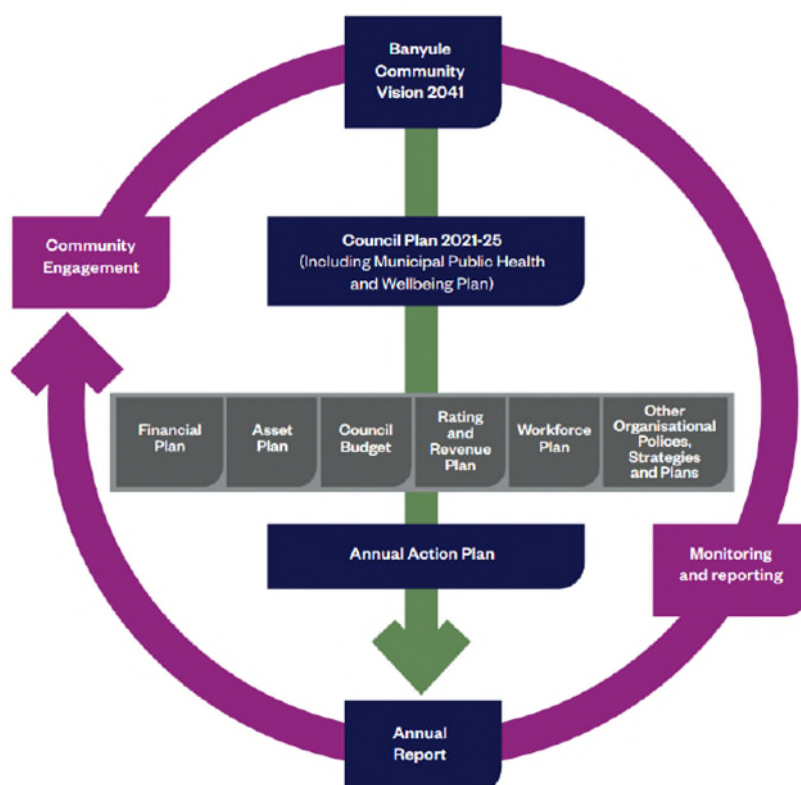 Banyule
Community
Vision 2041
Community
Engagement
Council Plan 2021-25
(Including Municipal Public Health
and Wellbeing Plan)
Financial
Plan
Asset
Plan
Council
Budget
Rating
and
Revenue
Plan
Workforce
Plan
Other
Organisational
Polices,
Strategies
and Plans
Annual Action Plan
Monitoring
and reporting
Annual
Report